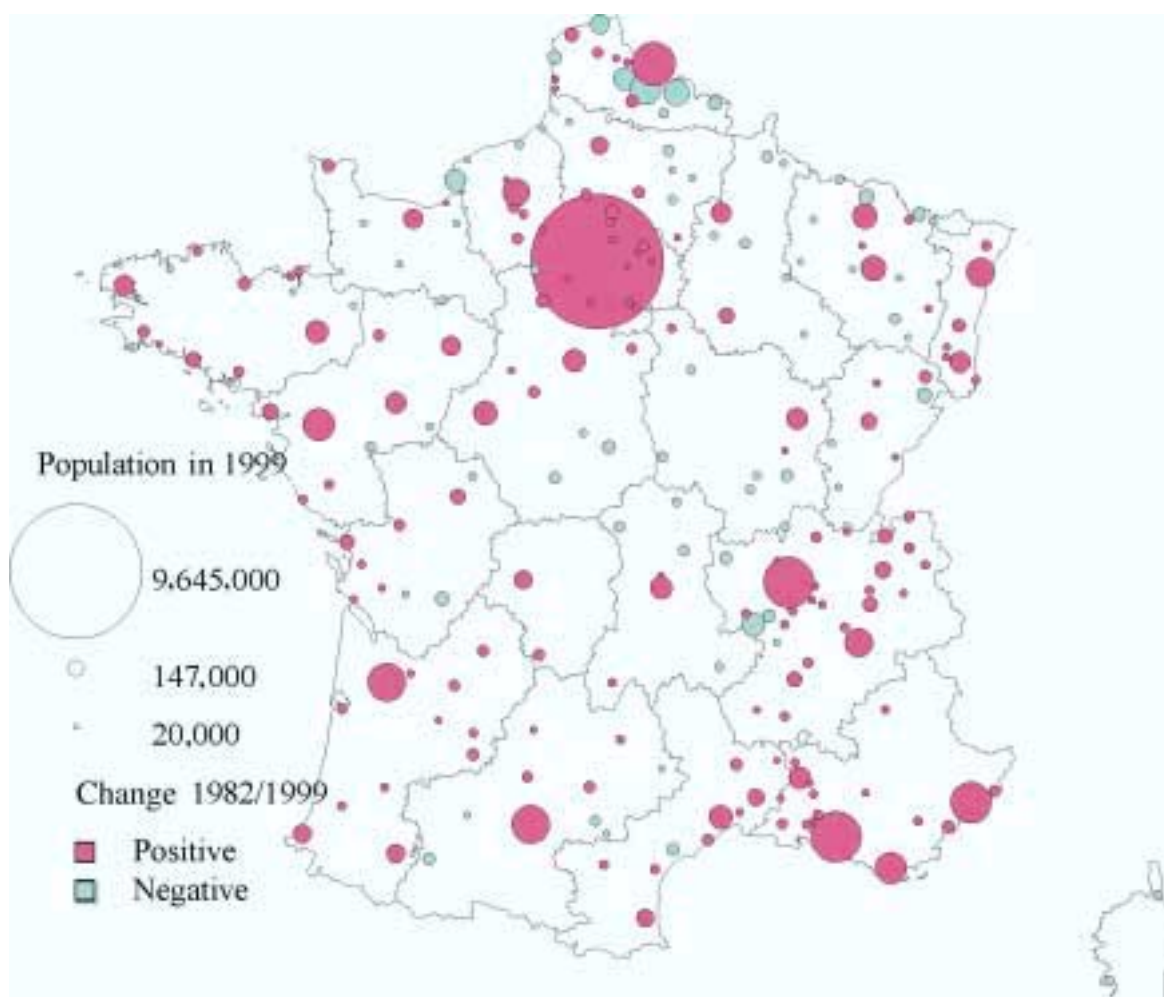 Population in 1999
9.645.000
147,000
20,000
Change 1982/1999
Positive
Negative